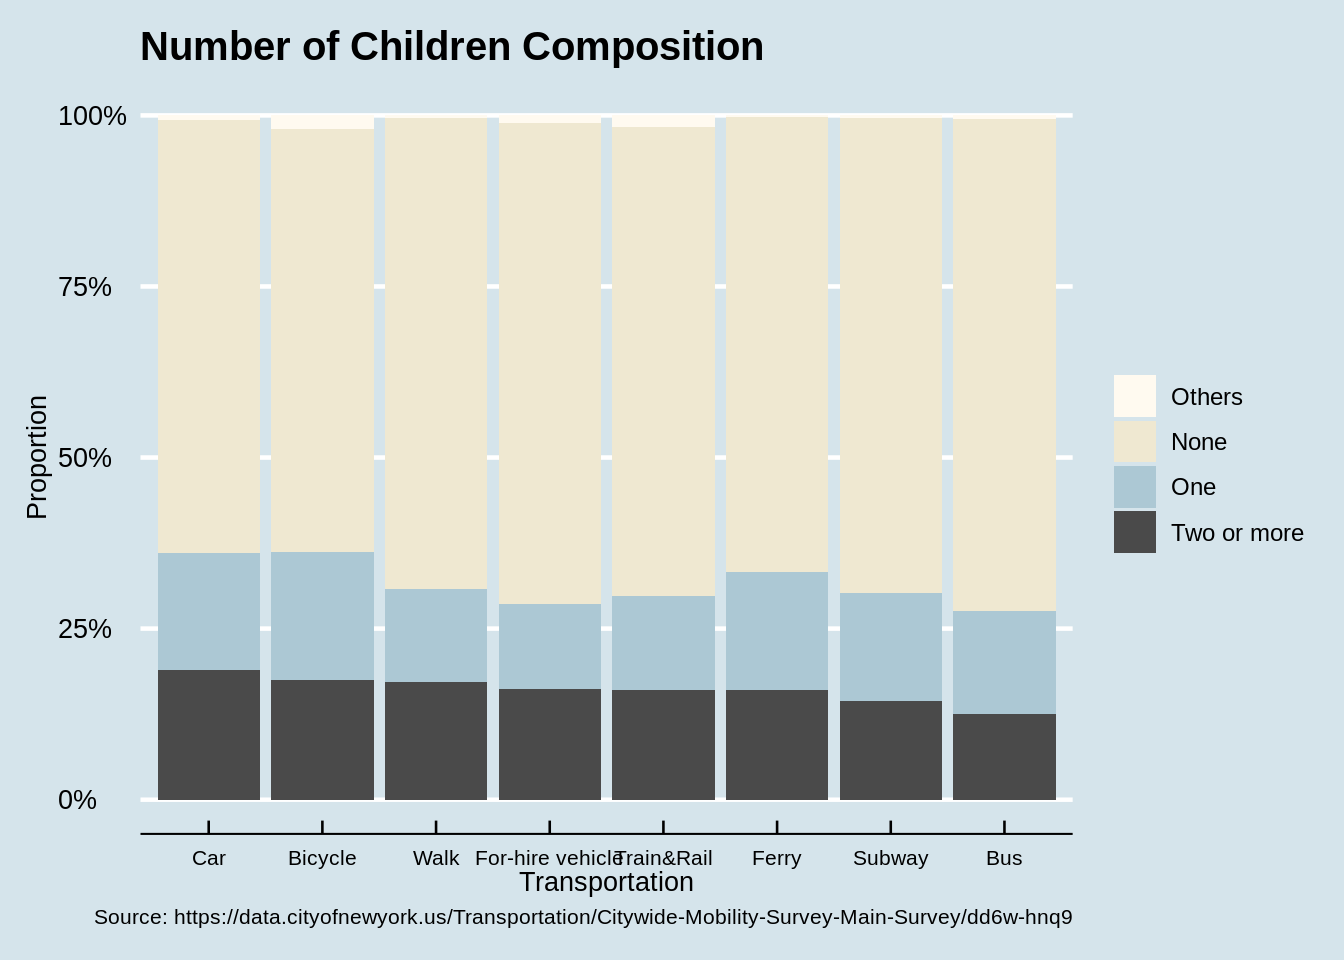 Number of Children Composition
100%
75%
50%
25%
0%
Proportion
Others
None
One
Two or more
Car Bicycle Walk For-hire vehicle Train&Rail Ferry Subway Bus
Transportation
Source: https://data.cityofnewyork.us/Transportation/Citywide-Mobility-Survey-Main-Survey/dd6w-hnq9